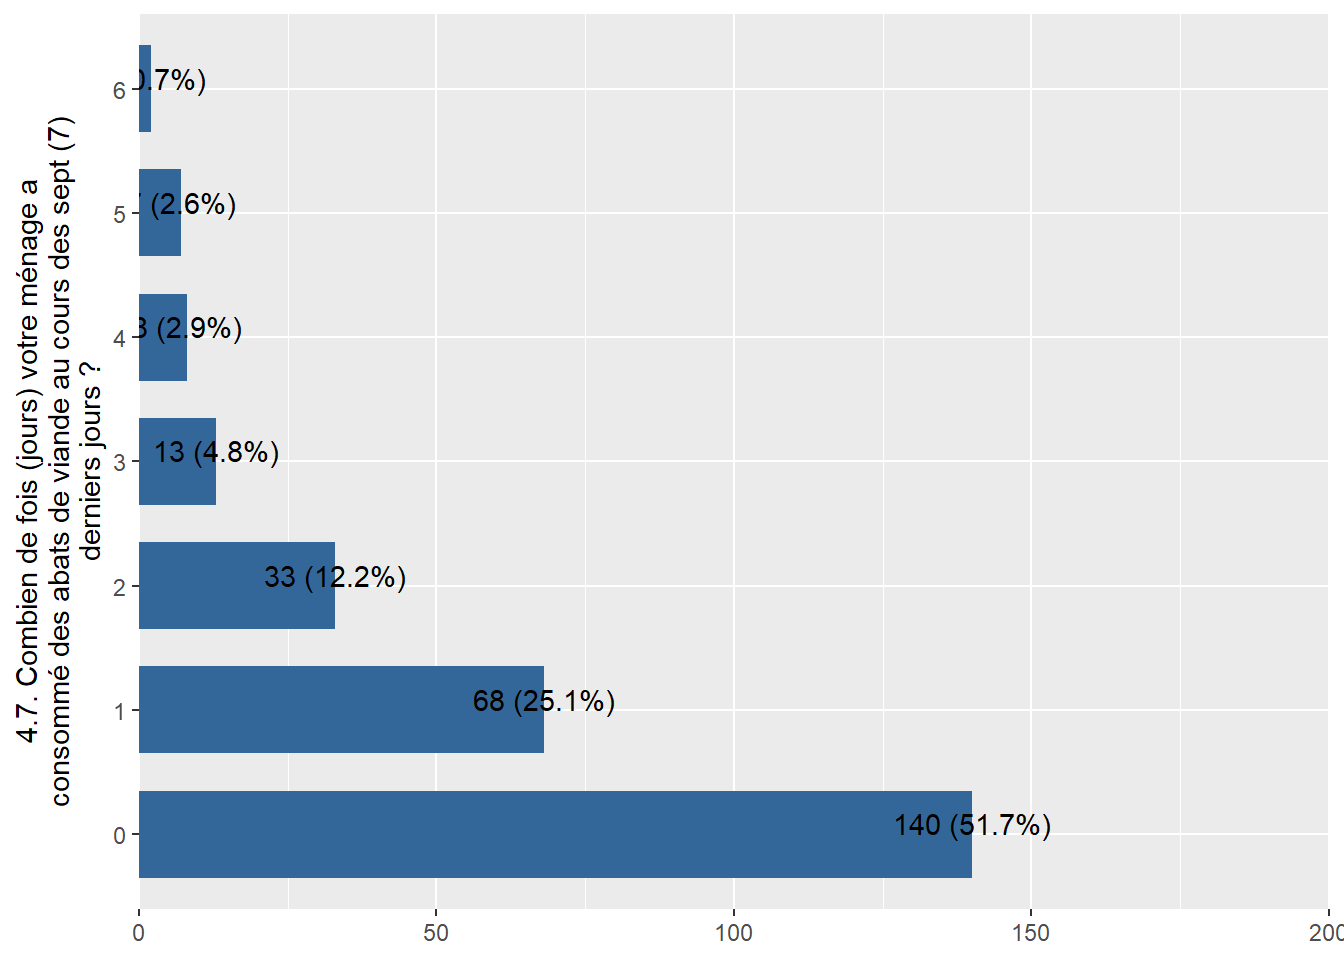 4.7. Combien de fois (jours) votre ménage a
consommé des abats de viande au cours des sept (7)
derniers jours ?
6 0.7%)
5 (2.6%)
4 8 (2.9%)
3 13 (4.8%)
2 33 (12.2%)
1 68 (25.1%)
0 140 (51.7%)
0 50 100 150 200